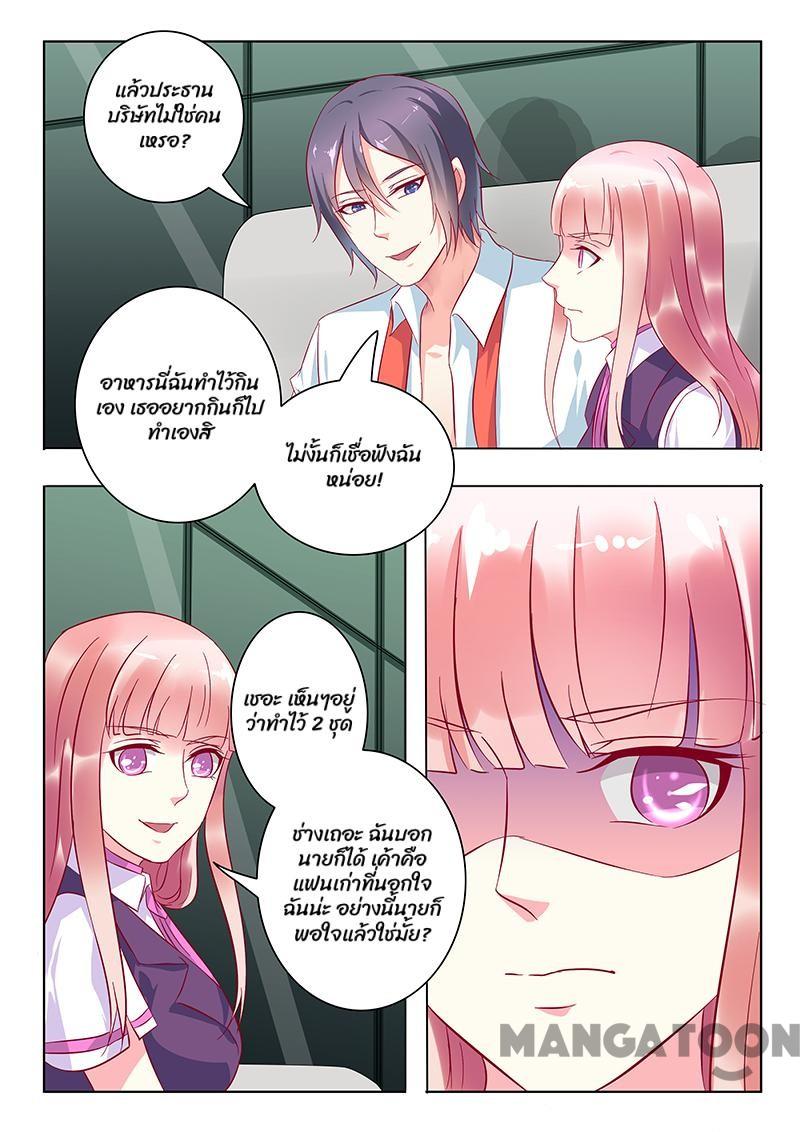 แล้วประธาน
บริษัทไม่ใช่คน
เหรอ?
อาหารนี่ฉันทำไว้กิน
เอง เธออยากกินก็ไป
ทำเองสิ
ไม่งั้นก็เชื่อฟังฉัน
หน่อย!
เชอะ เห็นๆอยู่
ว่าทำไว้ 2 ชุด
ช่างเถอะ ฉันบอก
นายก็ได้ เค้าคือ
แฟนเก่าที่นอกใจ
ฉันน่ะ อย่างนี้นายก็
พอใจแล้วใช่มั้ย?
MANGATOON